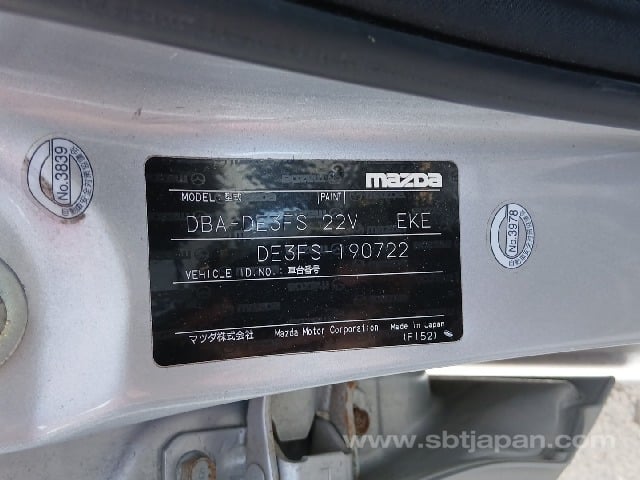 mazda
MODEL:型式 PAINT
DBA-DE3FS 22V EKE
DE3FS-190722
VEHICLE ID.NO.:車台番号
マツダ株式会社 Mazda Motor Corporation Made in Japan
(F152)
No.3839
No.3978
www.sbtjapan.com